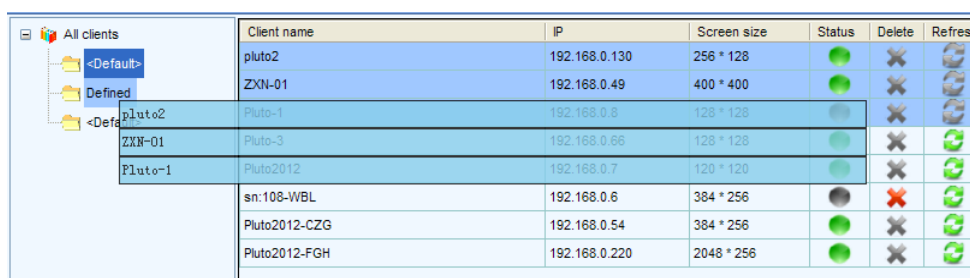 All clients
<Default>
Defined
<Defa
Client name IP Screen size Status Delete Refres
pluto2 192.168.0.130 256 * 128
ZXN-01 192.168.0.49 400 * 400
Pluto-1 192.168.0.8 128 * 128
Pluto-3 192.168.0.66 128 * 128
Pluto2012 192.168.0.7 120 * 120
sn:108-WBL 192.168.0.6 384 * 256
Pluto2012-CZG 192.168.0.54 384 * 256
Pluto2012-FGH 192.168.0.220 2048 * 256
pluto2
ZXN-01
Pluto-1